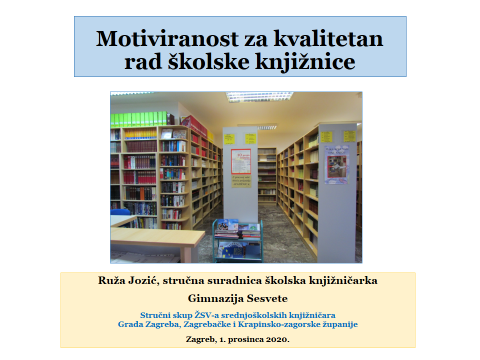 Motiviranost za kvalitetan
rad školske knjižnice
Ruža Jozić, stručna suradnica školska knjižničarka
Gimnazija Sesvete
Stručni skup ŽSV-a srednjoškolskih knjižničara
Grada Zagreba, Zagrebačke i Krapinsko-zagorske županije
Zagreb, 1. prosinca 2020.